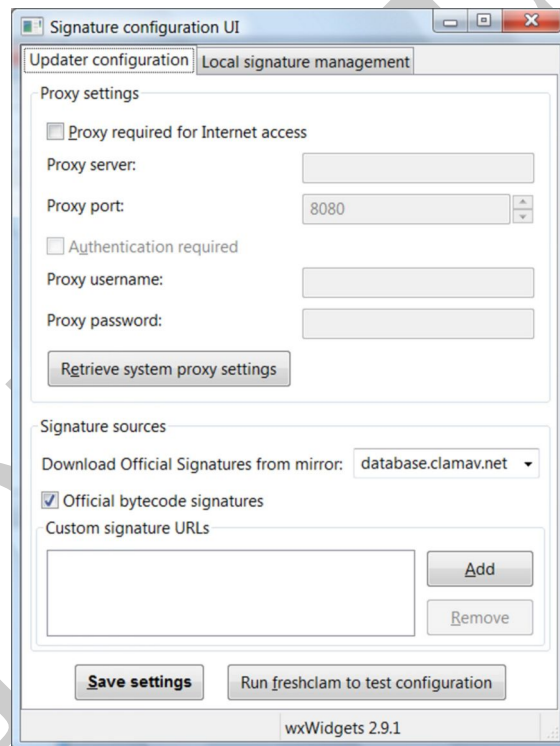 Signature configuration UI
Updater configuration Local signature management
Proxy settings
Proxy required for Internet access
Proxy server:
Proxy port: 8080
Authentication required
Proxy username:
Proxy password:
Retrieve system proxy settings
Signature sources
Download Official Signatures from mirror: database.clamav.net
Official bytecode signatures
Custom signature URLs
Add
Remove
Save settings Run freshclam to test configuration
wxWidgets 2.9.1